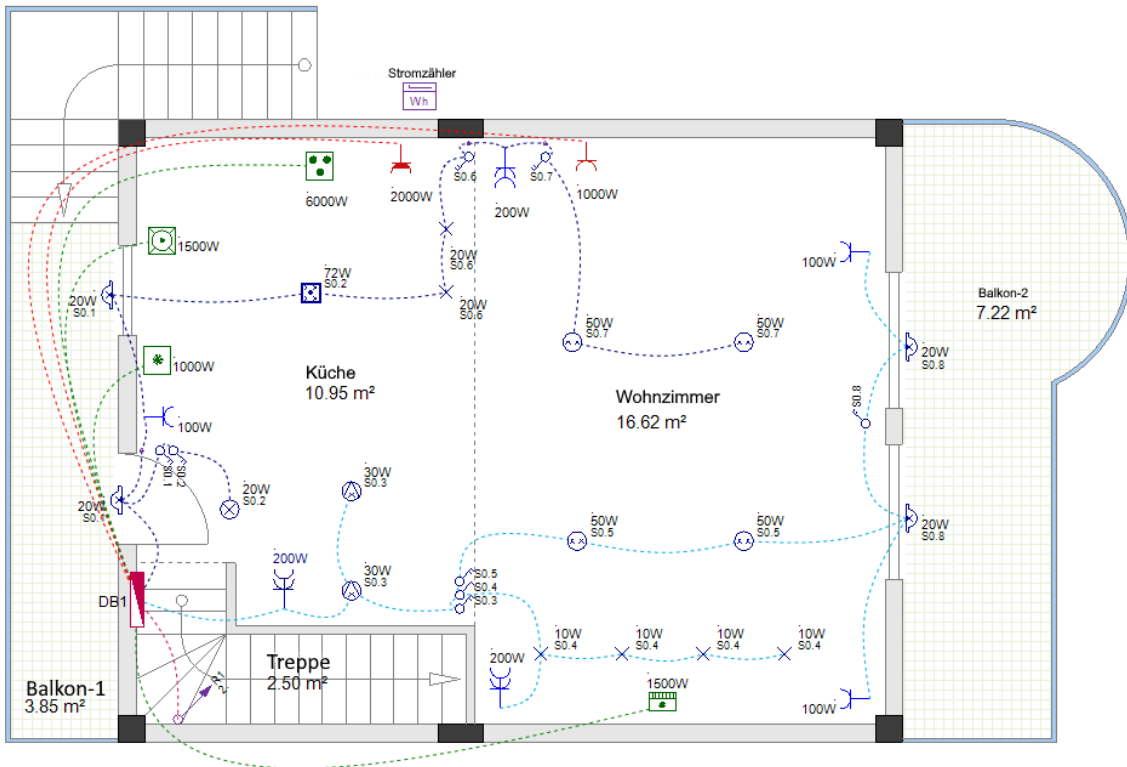 Stromzähler
Wh
6000W
2000W
S0.6
200W
S0.7
1000W
1500W
20W
S0.6
100W
20W
S0.1
72W
S0.2
20W
S0.6
Balkon-2
7.22 m²
50W
S0.7
50W
S0.7
20W
S0.8
1000W
Küche
10.95 m²
Wohnzimmer
16.62 m²
S0.8
100W
S0.1
S0.2
30W
S0.3
20W
S0.2
20W
S0.
50W
S0.5
50W
S0.5
20W
S0.8
200W
30W
S0.3
S0.5
S0.4
S0.3
DB1
10W
S0.4
10W
S0.4
10W
S0.4
10W
S0.4
200W
Treppe
2.50 m²
1500W
100W
Balkon-1
3.85 m²